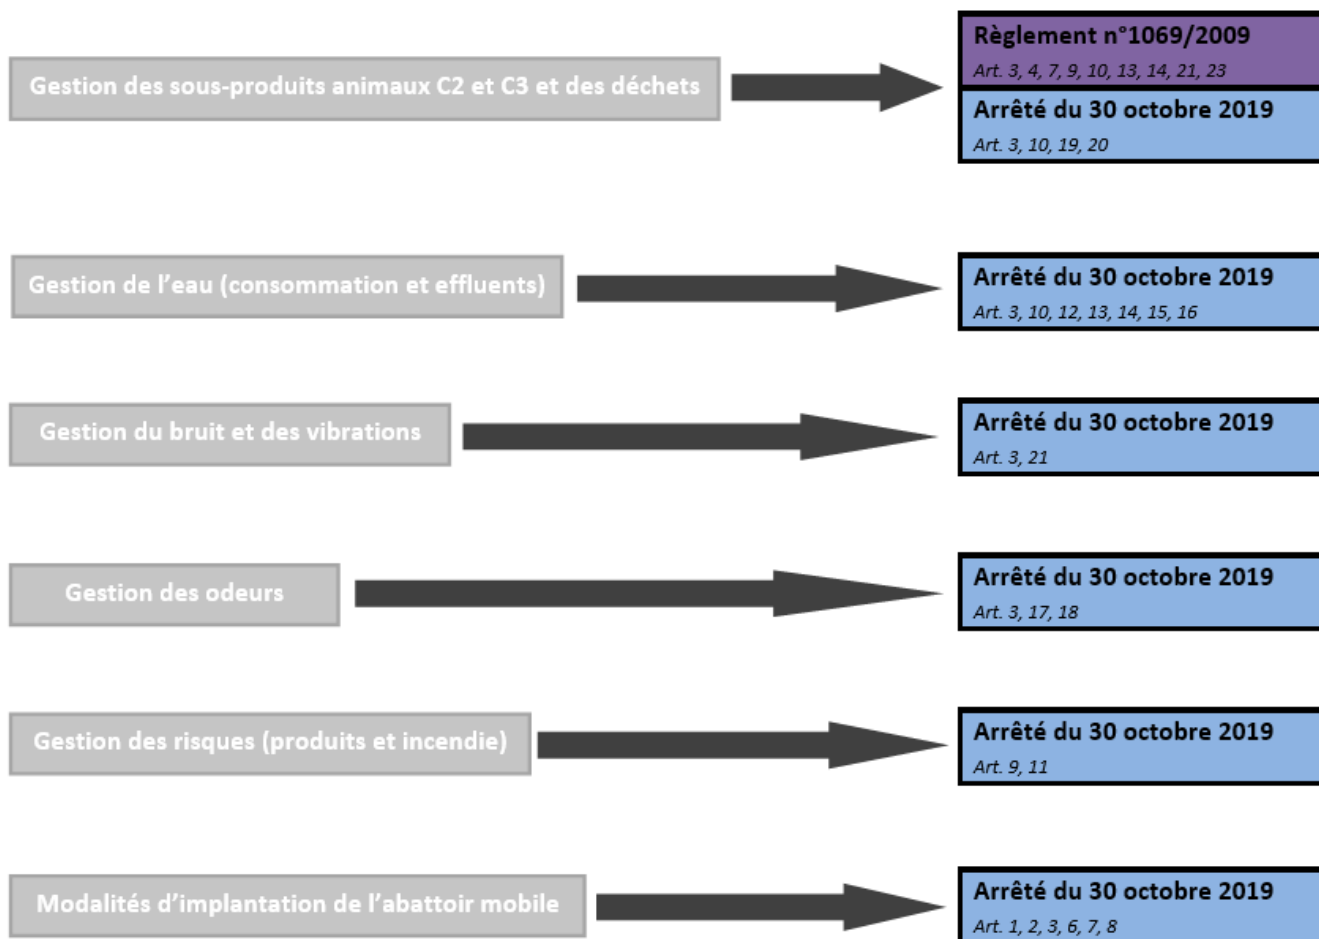 Gestion des sous-produits animaux C2 et C3 et des déchets
Règlement n°1069/2009
Art. 3, 4, 7, 9, 10, 13, 14, 21, 23
Arrêté du 30 octobre 2019
Art. 3, 10, 19, 20
Gestion de l’eau (consommation et effluents)
Arrêté du 30 octobre 2019
Art. 3, 10, 12, 13, 14, 15, 16
Gestion du bruit et des vibrations
Arrêté du 30 octobre 2019
Art. 3, 21
Gestion des odeurs
Arrêté du 30 octobre 2019
Art. 3, 17, 18
Gestion des risques (produits et incendie)
Arrêté du 30 octobre 2019
Art. 9, 11
Modalités d’implantation de l’abattoir mobile
Arrêté du 30 octobre 2019
Art. 1, 2, 3, 6, 7, 8